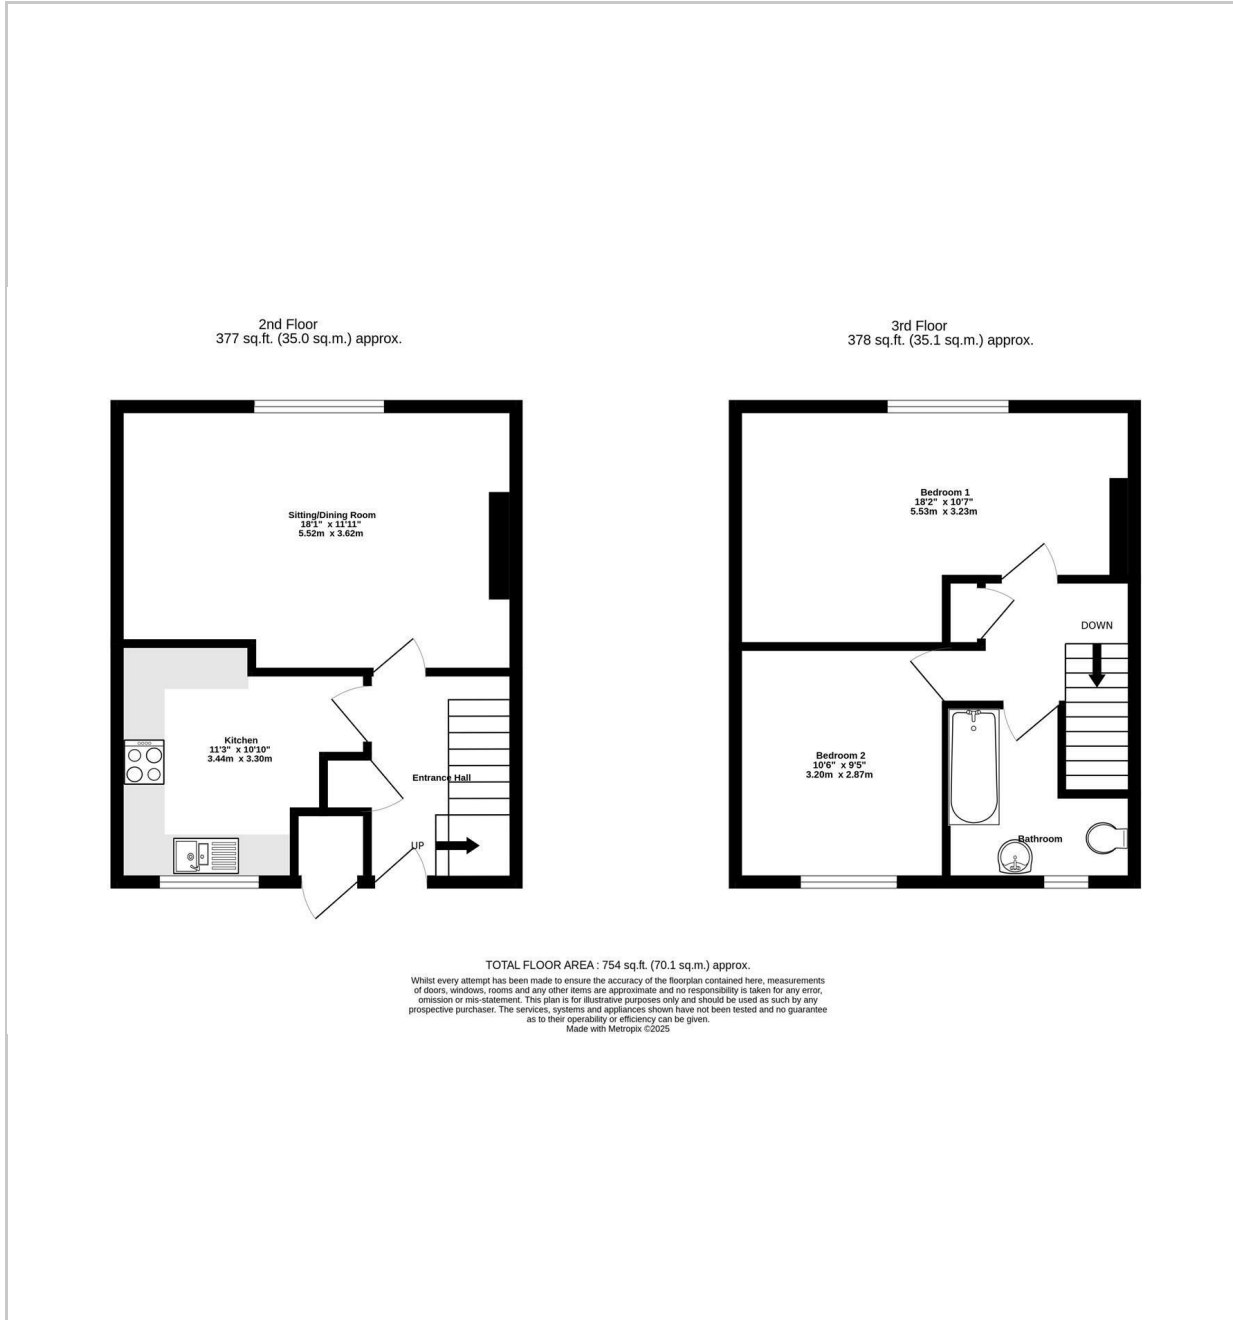 2nd Floor
377 sq.ft. (35.0 sq.m.) approx.
3rd Floor
378 sq.ft. (35.1 sq.m.) approx.
Sitting/Dining Room
18'1" x 11'11"
5.52m x 3.62m
Kitchen
11'3" x 10'10"
3.44m x 3.30m
Entrance Hall
UP
Bedroom 1
18'2" x 10'7"
5.53m x 3.23m
DOWN
Bedroom 2
10'6" x 9'5"
3.20m x 2.87m
Bathroom
TOTAL FLOOR AREA : 754 sq.ft. (70.1 sq.m.) approx.
Whilst every attempt has been made to ensure the accuracy of the floorplan contained here, measurements
of doors, windows, rooms and any other items are approximate and no responsibility is taken for any error,
omission or mis-statement. This plan is for illustrative purposes only and should be used as such by any
prospective purchaser. The services, systems and appliances shown have not been tested and no guarantee
as to their operability or efficiency can be given.
Made with Metropix ©2025